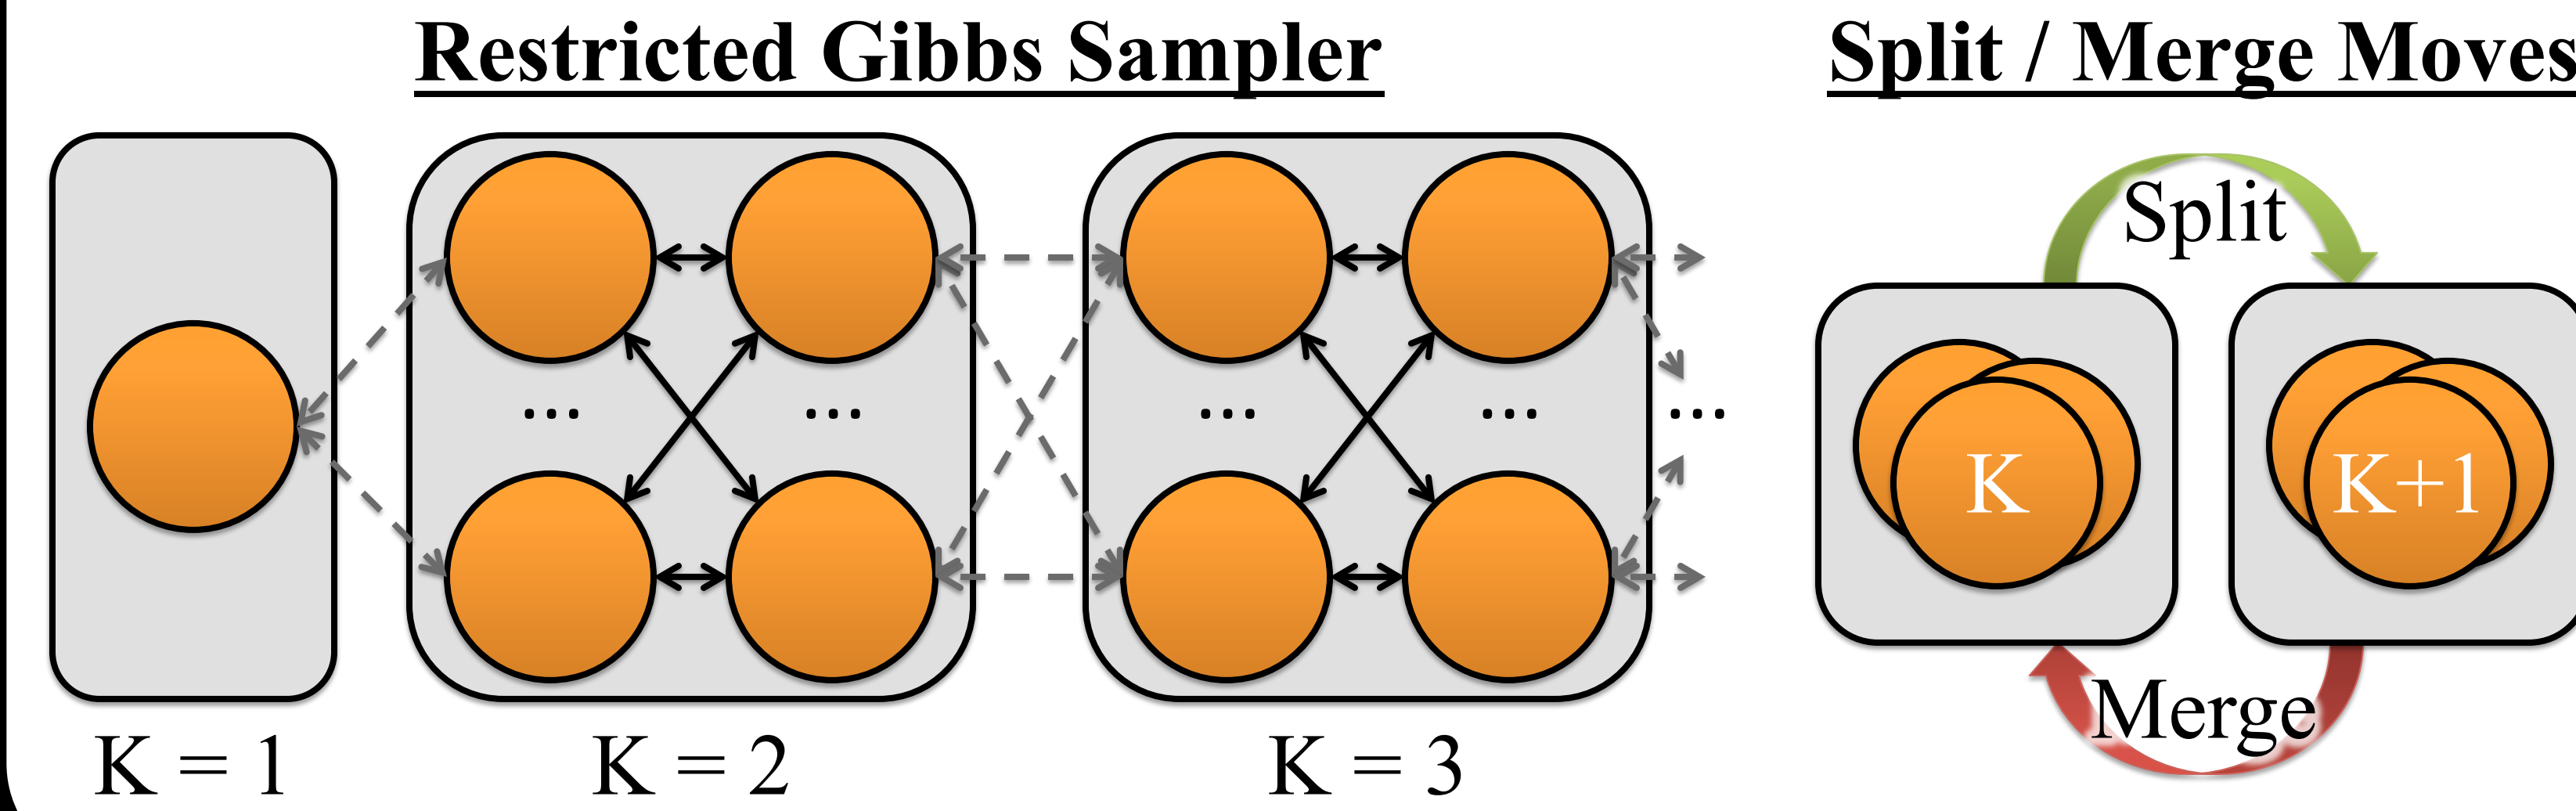 Restricted Gibbs Sampler
... ... ... ... ...
K = 1
K = 2
K = 3
Split / Merge Moves
Split
K
K+1
Merge